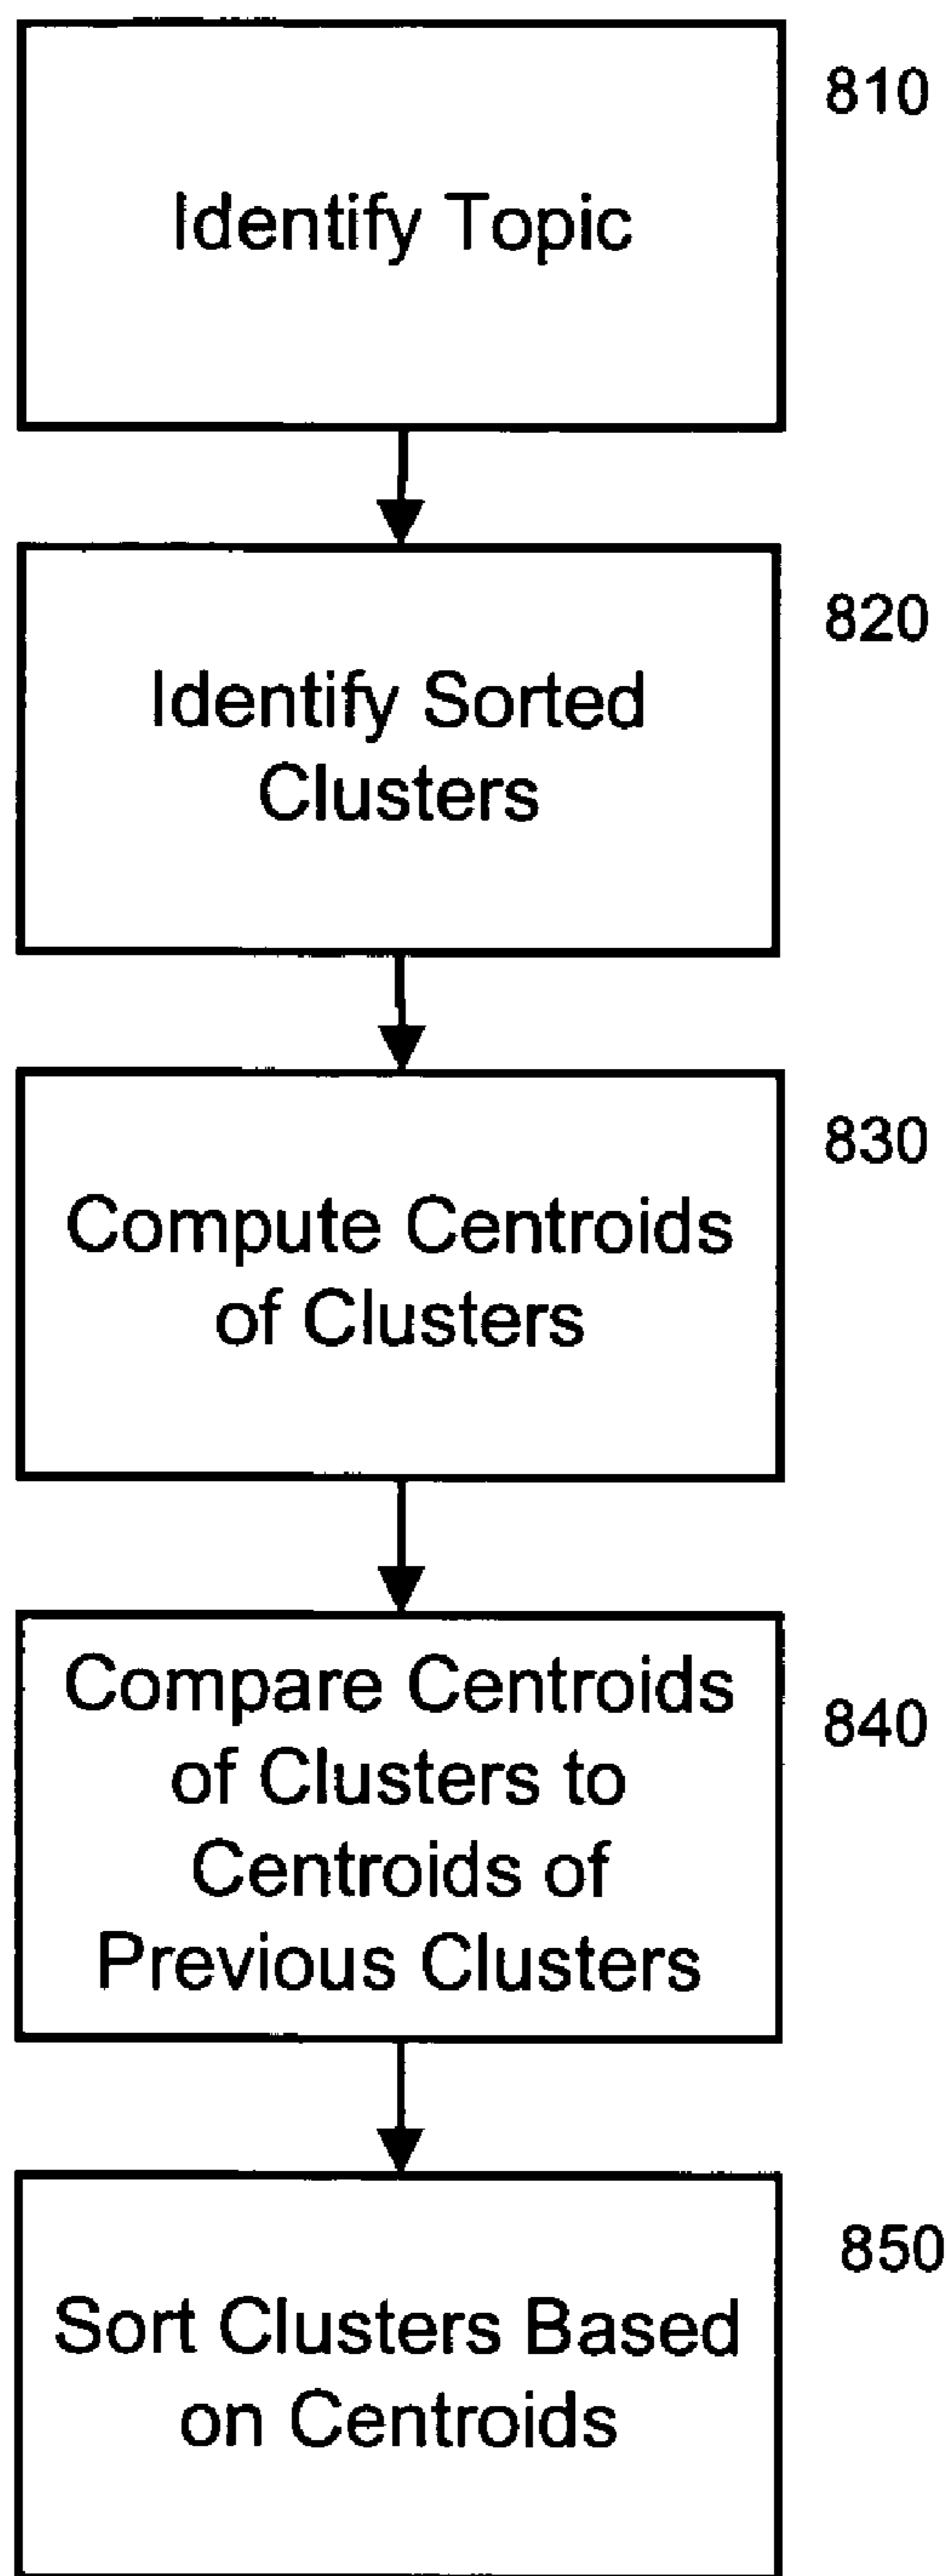 810
Identify Topic
820
Identify Sorted
Clusters
830
Compute Centroids
of Clusters
840
Compare Centroids
of Clusters to
Centroids of
Previous Clusters
850
Sort Clusters Based
on Centroids